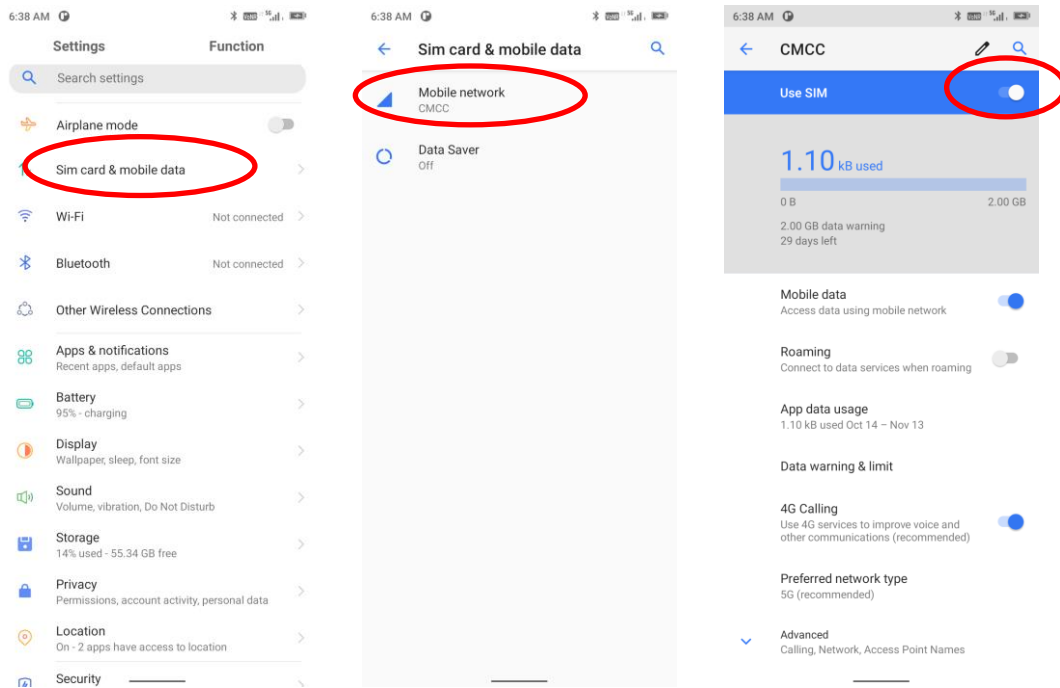 6:38 AM
Settings
Function
Search settings
Airplane mode
Sim card & mobile data
Wi-Fi
Not connected
Bluetooth
Not connected
Other Wireless Connections
Apps & notifications
Recent apps, default apps
Battery
95% - charging
Display
Wallpaper, sleep, font size
Sound
Volume, vibration, Do Not Disturb
Storage
14% used - 55.34 GB free
Privacy
Permissions, account activity, personal data
Location
On - 2 apps have access to location
Security
6:38 AM
Sim card & mobile data
Mobile network
CMCC
Data Saver
Off
6:38 AM
CMCC
Use SIM
1.10 kB used
0 B
2.00 GB
2.00 GB data warning
29 days left
Mobile data
Access data using mobile network
Roaming
Connect to data services when roaming
App data usage
1.10 kB used Oct 14 – Nov 13
Data warning & limit
4G Calling
Use 4G services to improve voice and
other communications (recommended)
Preferred network type
5G (recommended)
Advanced
Calling, Network, Access Point Names